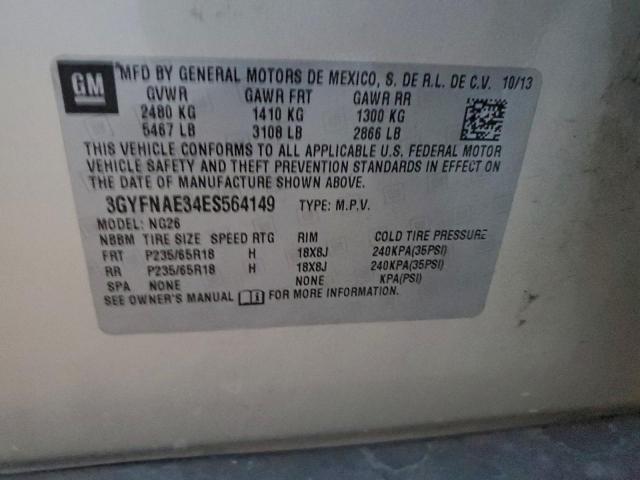 GM
MFD BY GENERAL MOTORS DE MEXICO, S. DE R.L. DE C.V. 10/13
GVWR GAWR FRT GAWR RR
2480 KG 1410 KG 1300 KG
5467 LB 3108 LB 2866 LB
THIS VEHICLE CONFORMS TO ALL APPLICABLE U.S. FEDERAL MOTOR
VEHICLE SAFETY AND THEFT PREVENTION STANDARDS IN EFFECT ON
THE DATE OF MANUFACTURE SHOWN ABOVE.
3GYFNAE34ES564149 TYPE: M.P.V.
MODEL: NG26
NBBM TIRE SIZE SPEED RTG RIM COLD TIRE PRESSURE
FRT P235/65R18 H 18X8J 240KPA(35PSI)
RR P235/65R18 H 18X8J 240KPA(35PSI)
SPA NONE NONE KPA(PSI)
SEE OWNER'S MANUAL FOR MORE INFORMATION.